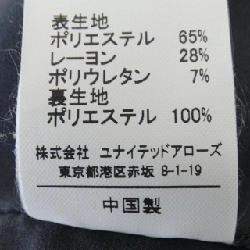 表生地
ポリエステル 65%
レーヨン 28%
ポリウレタン 7%
裏生地
ポリエステル 100%
株式会社 ユナイテッドアローズ
東京都港区赤坂 8-1-19
中国製